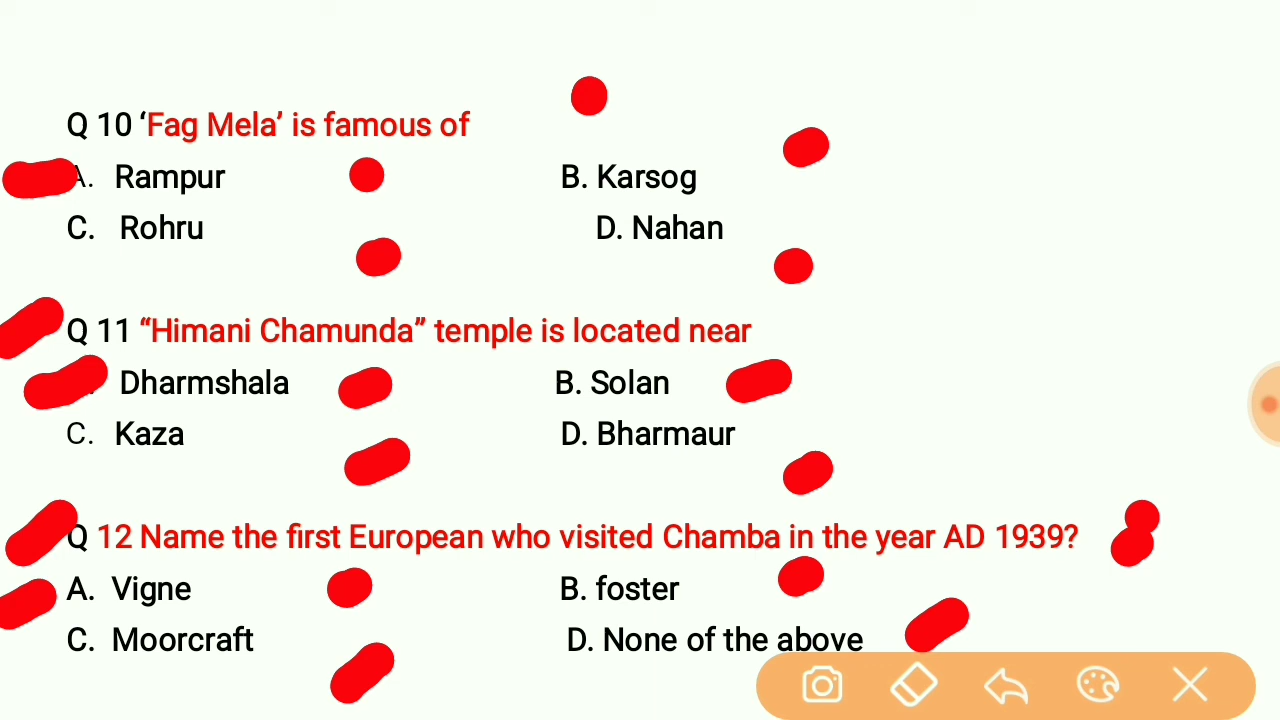 Q 10 ‘Fag Mela’ is famous of
A. Rampur B. Karsog
C. Rohru D. Nahan
Q 11 “Himani Chamunda” temple is located near
Dharmshala B. Solan
C. Kaza D. Bharmaur
Q 12 Name the first European who visited Chamba in the year AD 1939?
A. Vigne B. foster
C. Moorcraft D. None of the above